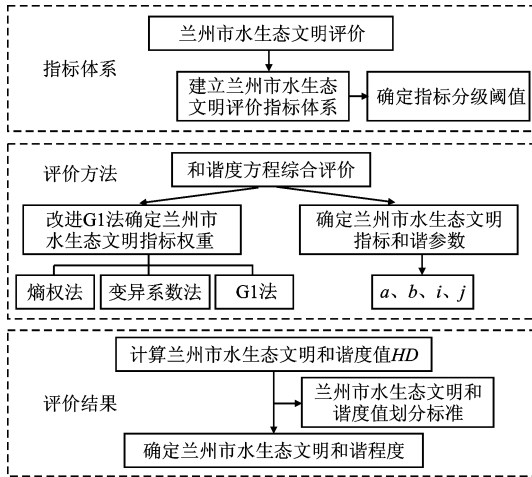 兰州市水生态文明评价
指标体系
建立兰州市水生态
文明评价指标体系
确定指标分级阈值
评价方法
和谐度方程综合评价
改进G1法确定兰州市
水生态文明指标权重
确定兰州市水生态文明
指标和谐参数
熵权法
变异系数法
G1法
a、b、i、j
计算兰州市水生态文明和谐度值HD
评价结果
兰州市水生态文明和
谐度值划分标准
确定兰州市水生态文明和谐程度